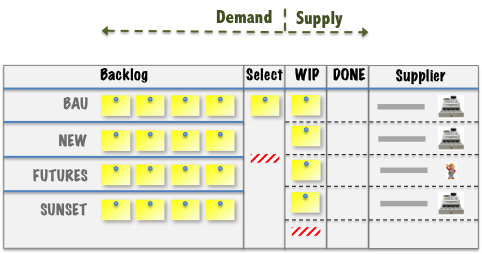 Demand Supply
Backlog Select WIP DONE Supplier
BAU
NEW
FUTURES
SUNSET